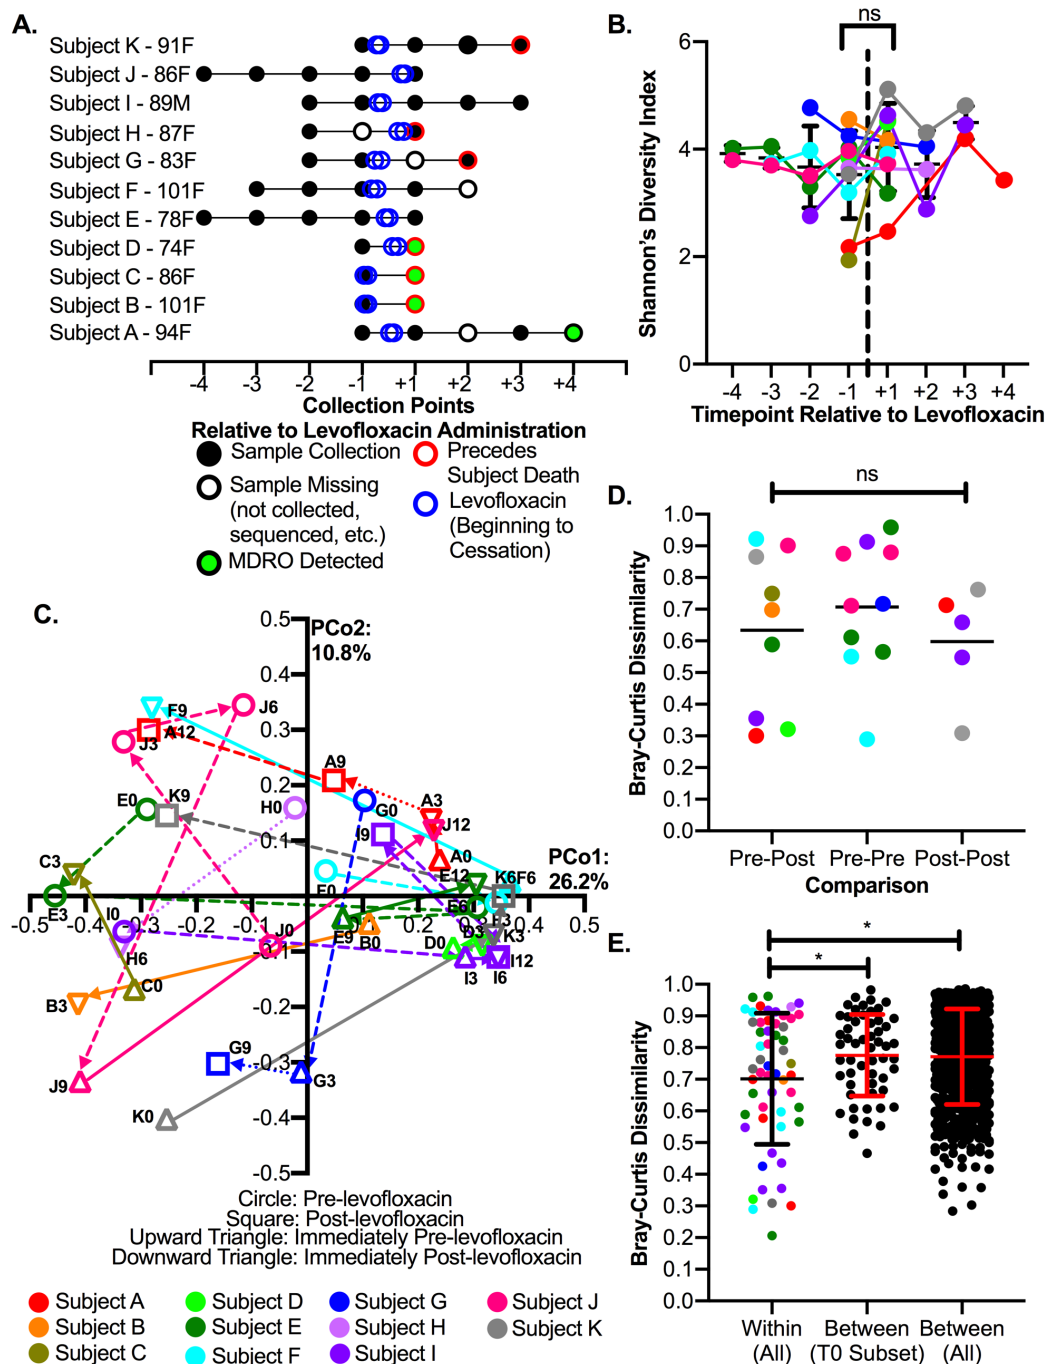 A.
Subject K - 91F
Subject J - 86F
Subject I - 89M
Subject H - 87F
Subject G - 83F
Subject F - 101F
Subject E - 78F
Subject D - 74F
Subject C - 86F
Subject B - 101F
Subject A - 94F
-4 -3 -2 -1 +1 +2 +3 +4
Collection Points
Relative to Levofloxacin Administration
Sample Collection
Sample Missing
(not collected,
sequenced, etc.)
MDRO Detected
Precedes
Subject Death
Levofloxacin
(Beginning to
Cessation)
B.
ns
Shannon's Diversity Index
6
4
2
0
-4 -3 -2 -1 +1 +2 +3 +4
Timepoint Relative to Levofloxacin
C.
PCo2:
10.8%
PCo1:
26.2%
0.5
0.4
0.3
0.2
0.1
-0.2
-0.3
-0.4
-0.5
-0.5 -0.4 -0.3 -0.2 -0.1 0.1 0.2 0.3 0.4 0.5
F9
A12
J6
J3
A9
E0
K9
H0
G0
A3
J12
I9
A0
C3
E12
K6
F6
F0
E3
I0
J0
E9
B0
E6
F3
D3
D0
K3
H6
I3
I6
I12
C0
B3
G9
G3
J9
K0
Circle: Pre-levofloxacin
Square: Post-levofloxacin
Upward Triangle: Immediately Pre-levofloxacin
Downward Triangle: Immediately Post-levofloxacin
Subject A
Subject B
Subject C
Subject D
Subject E
Subject F
Subject G
Subject H
Subject I
Subject J
Subject K
D.
ns
Bray-Curtis Dissimilarity
1.0
0.9
0.8
0.7
0.6
0.5
0.4
0.3
0.2
0.1
0.0
Pre-Post Pre-Pre Post-Post
Comparison
E.
*
*
Bray-Curtis Dissimilarity
1.0
0.9
0.8
0.7
0.6
0.5
0.4
0.3
0.2
0.1
0.0
Within Between Between
(All) (T0 Subset) (All)